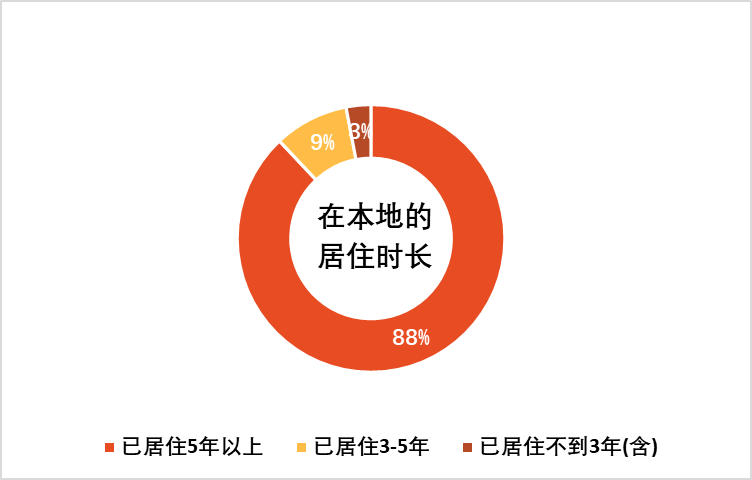 3%
9%
在本地的
居住时长
88%
已居住5年以上 已居住3-5年 已居住不到3年(含)